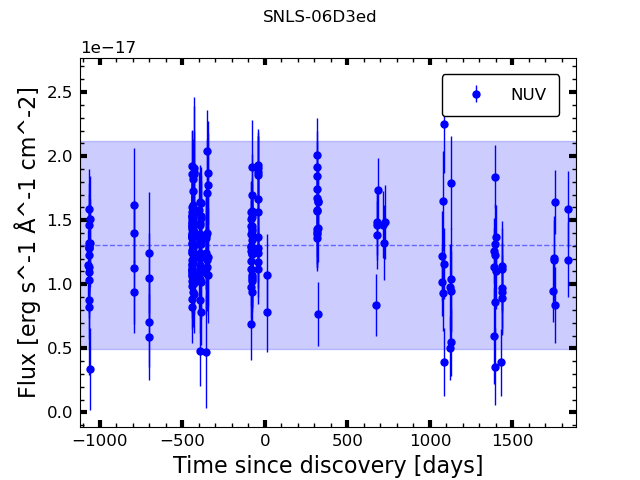 SNLS-06D3ed
1e−17
NUV
2.5
2.0
1.5
1.0
0.5
0.0
Flux [erg s^-1 Å^-1 cm^-2]
−1000 −500 0 500 1000 1500
Time since discovery [days]